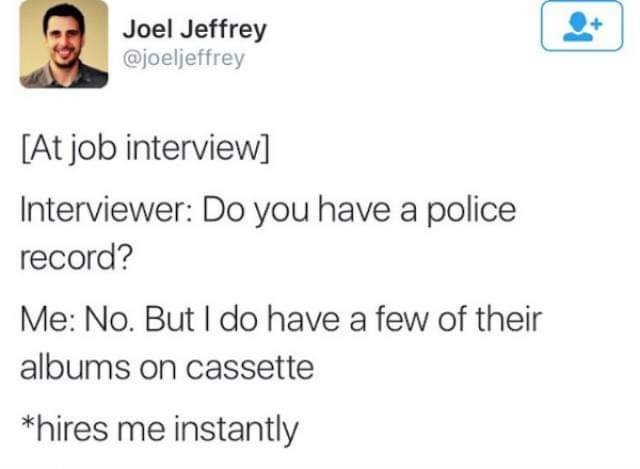 Joel Jeffrey
@joeljeffrey
[At job interview]
Interviewer: Do you have a police
record?
Me: No. But I do have a few of their
albums on cassette
*hires me instantly